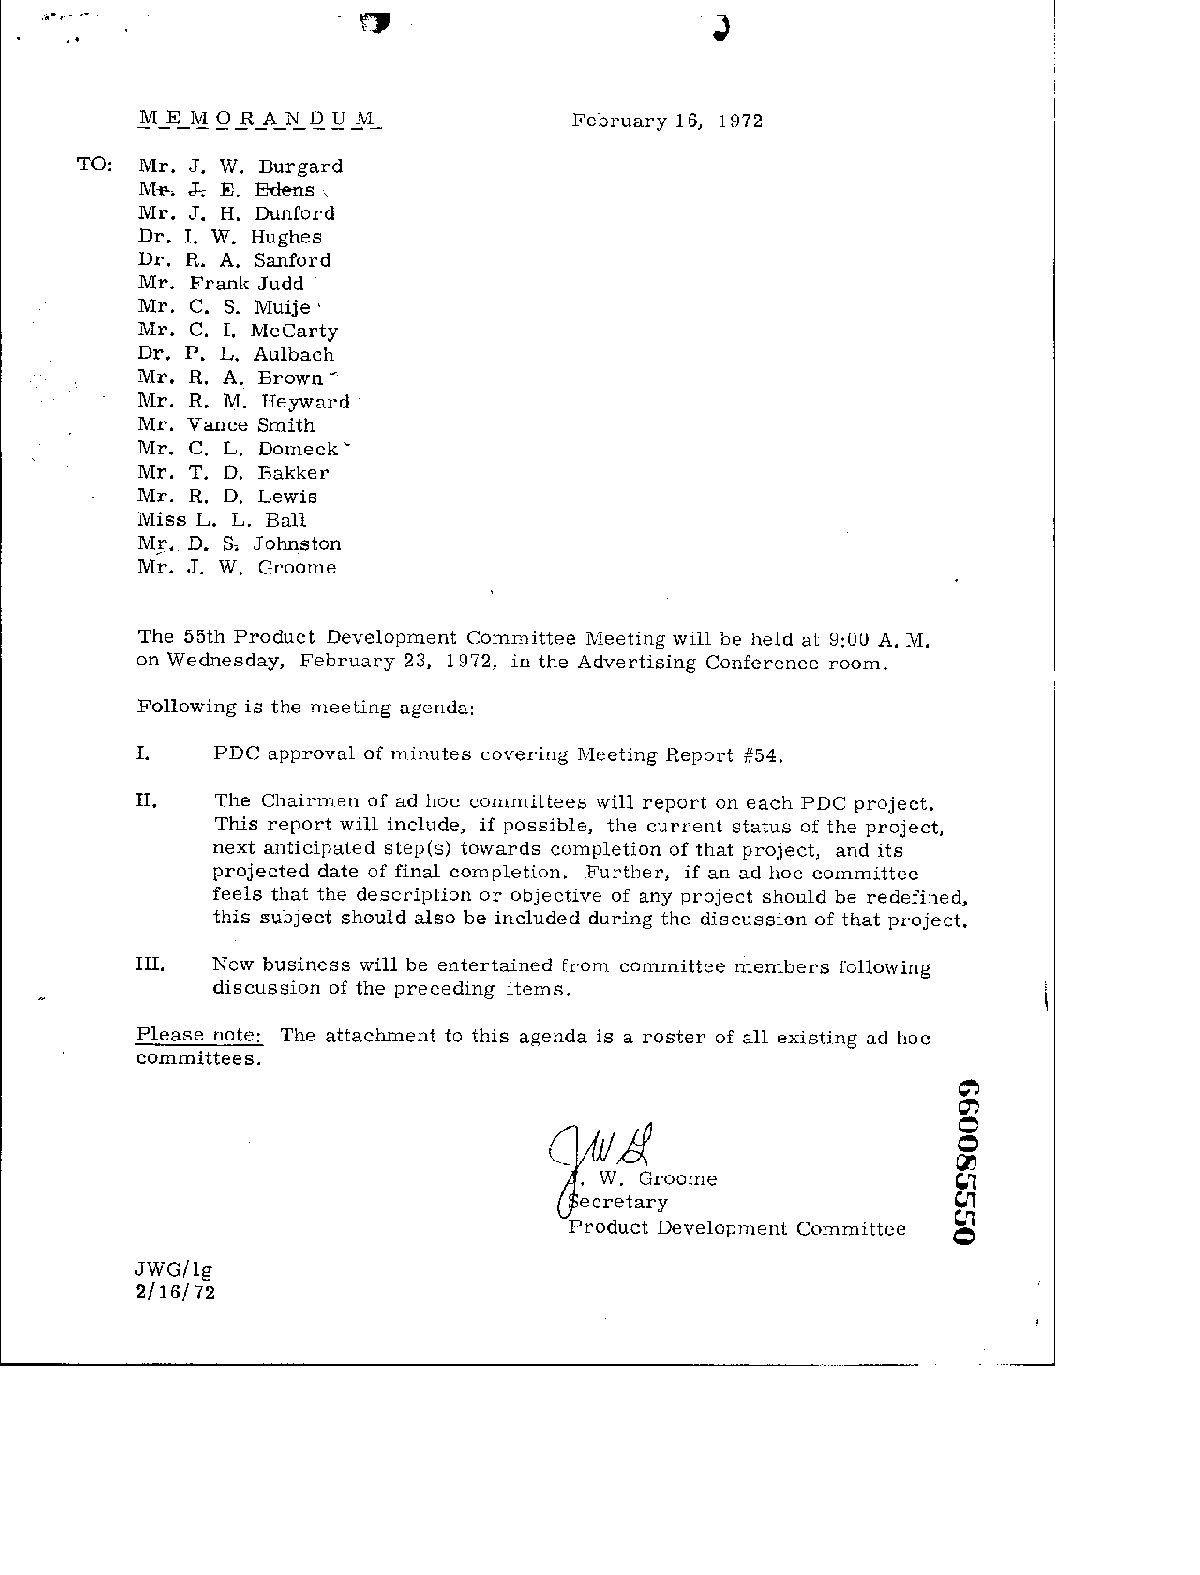 MEMORANDUM February 16, 1972
TO: Mr. J. W. Burgard
Mr. J. E. Edens
Mr. J. H. Dunford
Dr. I. W. Hughes
Dr. R. A. Sanford
Mr. Frank Judd
Mr. C. S. Muije
Mr. C. I. McCarty
Dr. P. L. Aulbach
Mr. R. A. Brown
Mr. R. M. Heyward
Mr. Vance Smith
Mr. C. L. Domeck
Mr. T. D. Bakker
Mr. R. D. Lewis
Miss L. L. Ball
Mr. D. S. Johnston
Mr. J. W. Groome
The 55th Product Development Committee Meeting will be held at 9:00 A.M.
on Wednesday, February 23, 1972, in the Advertising Conference room.
Following is the meeting agenda:
I. PDC approval of minutes covering Meeting Report #54.
II. The Chairmen of ad hoc committees will report on each PDC project.
This report will include, if possible, the current status of the project,
next anticipated step(s) towards completion of that project, and its
projected date of final completion. Further, if an ad hoc committee
feels that the description or objective of any project should be redefined,
this subject should also be included during the discussion of that project.
III. New business will be entertained from committee members following
discussion of the preceding items.
Please note: The attachment to this agenda is a roster of all existing ad hoc
committees.
JWG
J. W. Groome
Secretary
Product Development Committee
JWG/lg
2/16/72
660085550